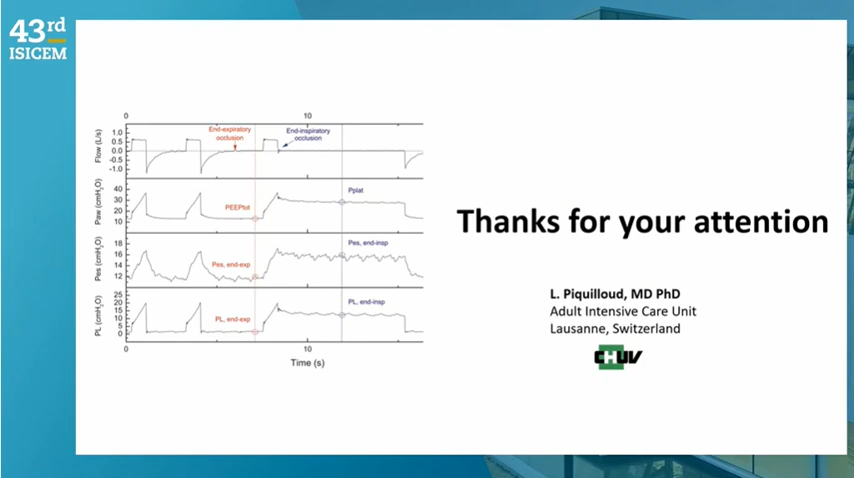 43rd
ISICEM
0
10
End-expiratory
occlusion
End-inspiratory
occlusion
Flow (L/s)
1.0
0.5
0.0
-0.5
-1.0
Paw (cmH2O)
40
30
20
10
PEEPtot
Pplat
Pes (cmH2O)
18
16
14
12
Pes, end-exp
Pes, end-insp
PL (cmH2O)
25
20
15
10
5
0
PL, end-exp
PL, end-insp
0
10
Time (s)
Thanks for your attention
L. Piquilloud, MD PhD
Adult Intensive Care Unit
Lausanne, Switzerland
CHUV